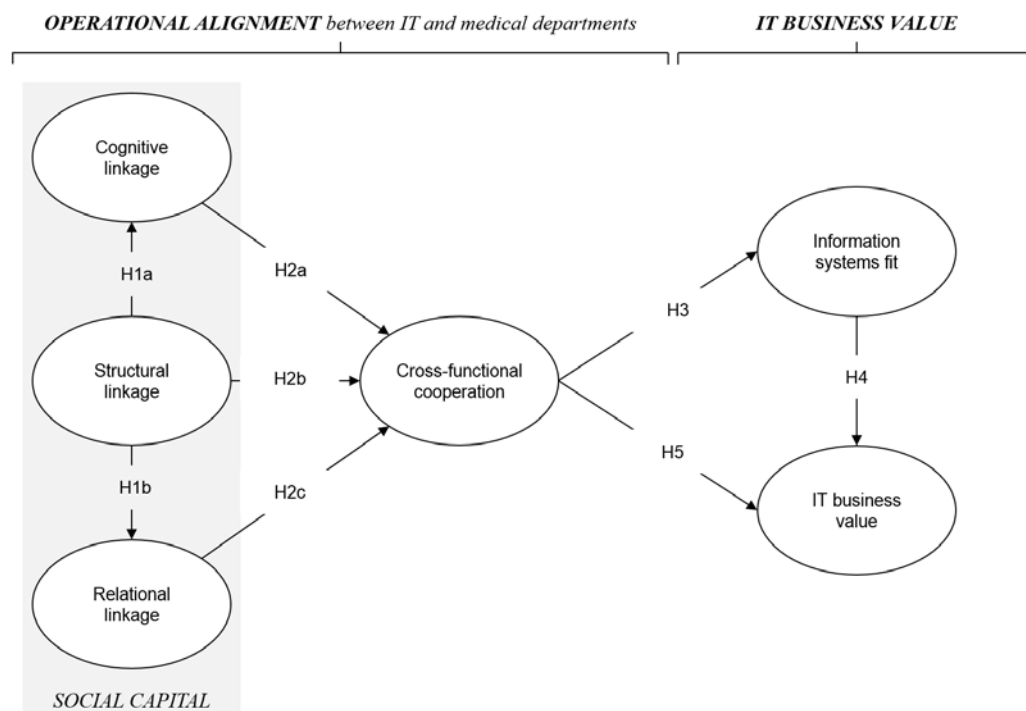 OPERATIONAL ALIGNMENT between IT and medical departments
IT BUSINESS VALUE
Cognitive
linkage
H1a
H2a
Information
systems fit
H3
Structural
linkage
H2b
Cross-functional
cooperation
H4
H1b
H2c
H5
IT business
value
Relational
linkage
SOCIAL CAPITAL